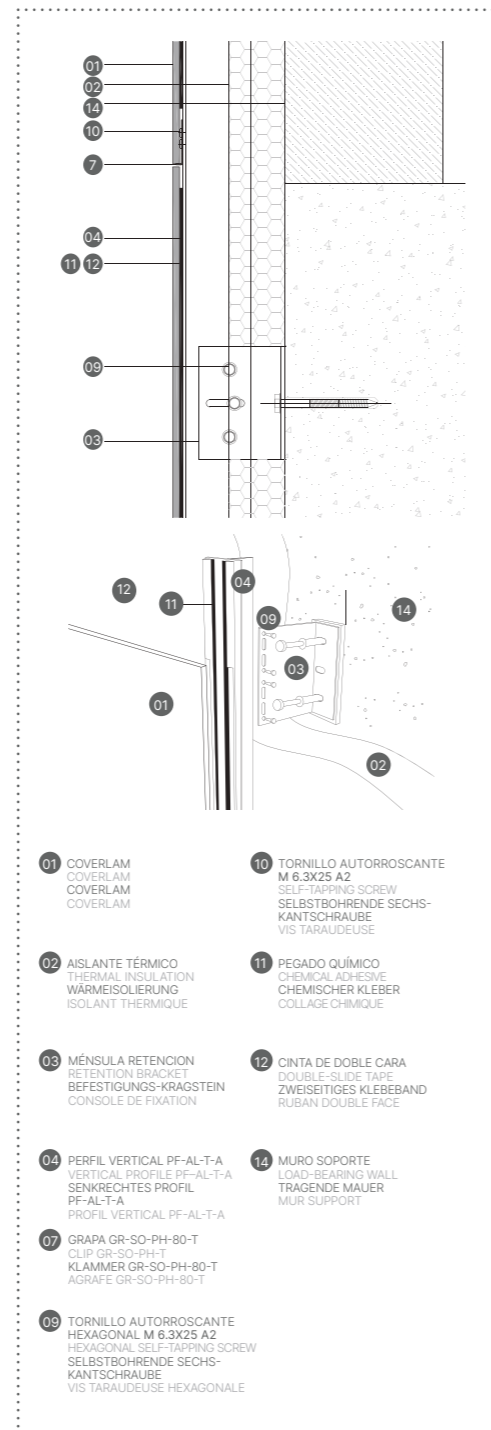 01
02
14
10
7
04
11 12
09
03
12
04
11
09
14
03
01
02
01 COVERLAM
COVERLAM
COVERLAM
COVERLAM
02 AISLANTE TÉRMICO
THERMAL INSULATION
WÄRMEISOLIERUNG
ISOLANT THERMIQUE
03 MÉNSULA RETENCION
RETENTION BRACKET
BEFESTIGUNGS-KRAGSTEIN
CONSOLE DE FIXATION
04 PERFIL VERTICAL PF-AL-T-A
VERTICAL PROFILE PF-AL-T-A
SENKRECHTES PROFIL
PF-AL-T-A
PROFIL VERTICAL PF-AL-T-A
07 GRAPA GR-SO-PH-80-T
CLIP GR-SO-PH-T
KLAMMER GR-SO-PH-80-T
AGRAFE GR-SO-PH-80-T
09 TORNILLO AUTORROSCANTE
HEXAGONAL M 6.3X25 A2
HEXAGONAL SELF-TAPPING SCREW
SELBSTBOHRENDE SECHS-
KANTSCHRAUBE
VIS TARAUDEUSE HEXAGONALE
10 TORNILLO AUTORROSCANTE
M 6.3X25 A2
SELF-TAPPING SCREW
SELBSTBOHRENDE SECHS-
KANTSCHRAUBE
VIS TARAUDEUSE
11 PEGADO QUÍMICO
CHEMICAL ADHESIVE
CHEMISCHER KLEBER
COLLAGE CHIMIQUE
12 CINTA DE DOBLE CARA
DOUBLE-SLIDE TAPE
ZWEISEITIGES KLEBEBAND
RUBAN DOUBLE FACE
14 MURO SOPORTE
LOAD-BEARING WALL
TRAGENDE MAUER
MUR SUPPORT